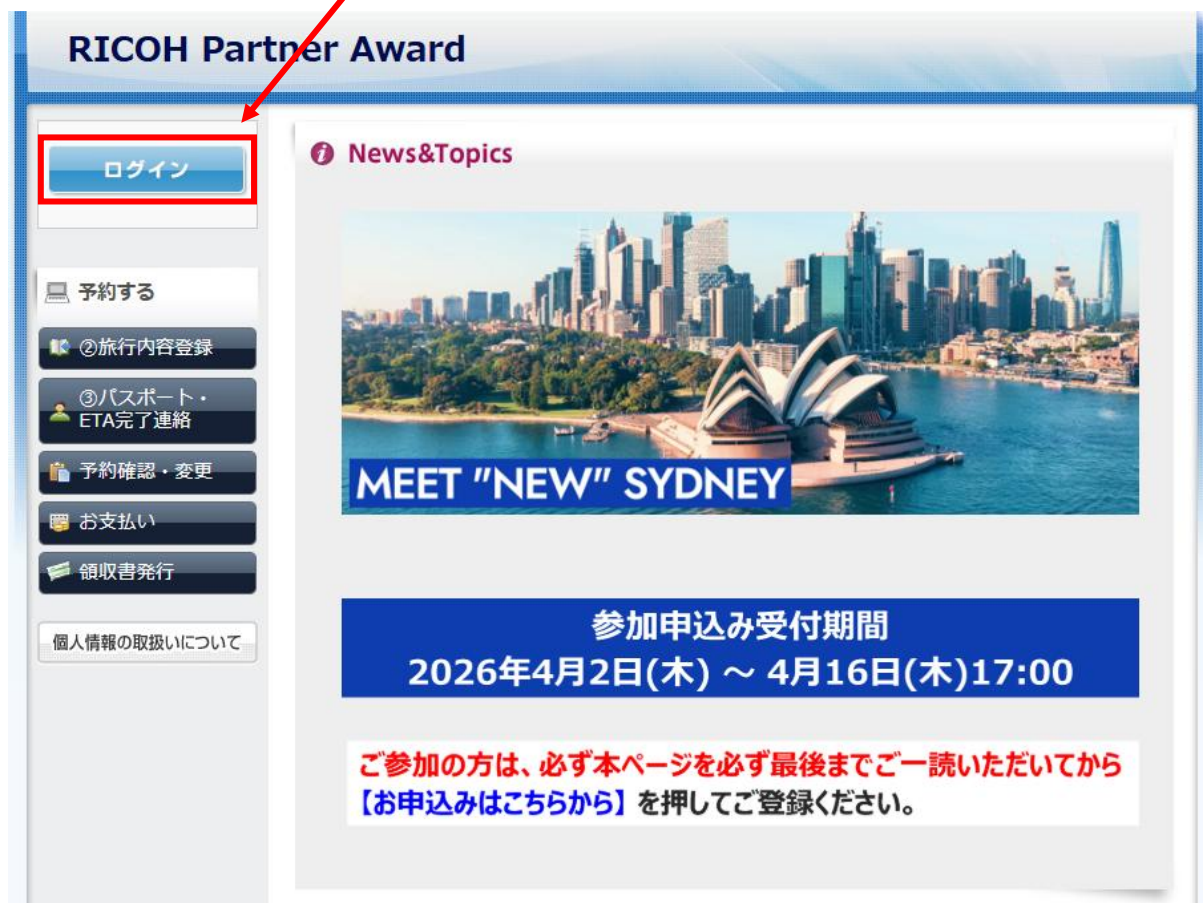 RICOH Partner Award
ログイン
予約する
②旅行内容登録
③パスポート・
ETA完了連絡
予約確認・変更
お支払い
領収書発行
個人情報の取扱いについて
News&Topics
MEET "NEW" SYDNEY
参加申込み受付期間
2026年4月2日(木) ～ 4月16日(木)17:00
ご参加の方は、必ず本ページを必ず最後までご一読いただいてから
【お申込みはこちらから】を押してご登録ください。